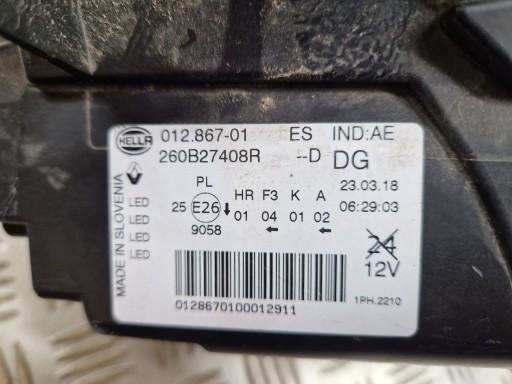 HELLA 012.867-01 ES IND:AE
260B27408R --D DG
MADE IN SLOVENIA
PL HR F3 K A 23.03.18
LED 25 E26 ↓ 01 04 01 02 06:29:03
LED 9058 ← ←
LED 24
LED 12V
0128670100012911 1PH.2210